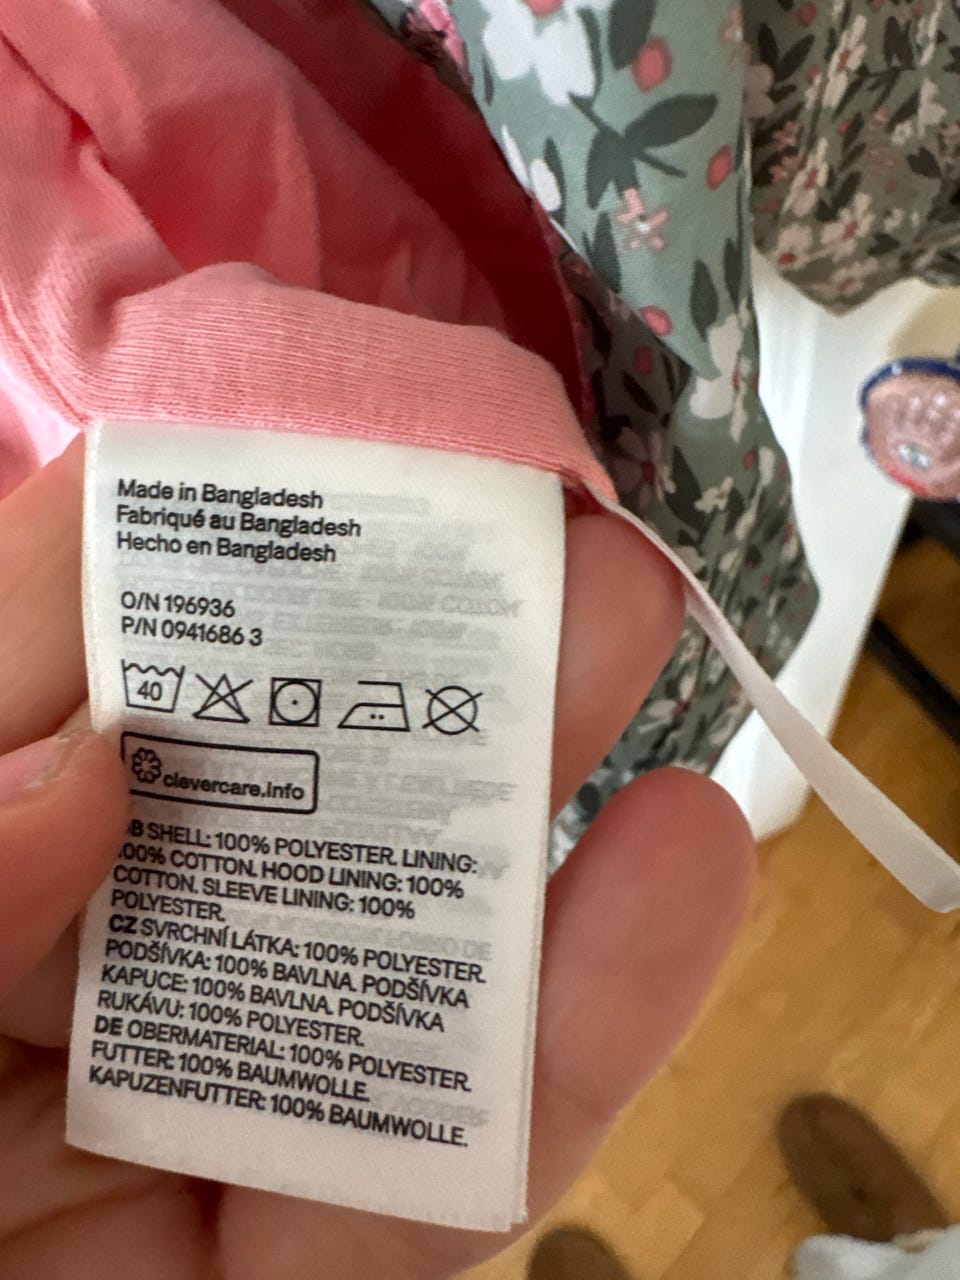 Made in Bangladesh
Fabriqué au Bangladesh
Hecho en Bangladesh
O/N 196936
P/N 0941686 3
40
clevercare.info
B SHELL: 100% POLYESTER. LINING:
00% COTTON. HOOD LINING: 100%
COTTON. SLEEVE LINING: 100%
POLYESTER.
CZ SVRCHNÍ LÁTKA: 100% POLYESTER.
PODŠÍVKA: 100% BAVLNA. PODŠÍVKA
KAPUCE: 100% BAVLNA. PODŠÍVKA
RUKÁVU: 100% POLYESTER.
DE OBERMATERIAL: 100% POLYESTER.
FUTTER: 100% BAUMWOLLE.
KAPUZENFUTTER: 100% BAUMWOLLE.